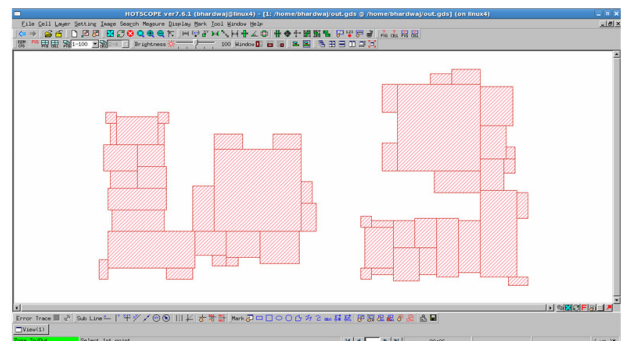 HOTSCOPE ver7.6.1 (bhardwaj@linux4) - [1: /home/bhardwaj/out.gds @ /home/bhardwaj/out.gds] (on linux4)
File Cell Layer Setting Image Search Measure Display Mark Tool Window Help
1-100 Brightness 100 Window
Error Trace Sub Line Mark
View(1)
Select 1st point